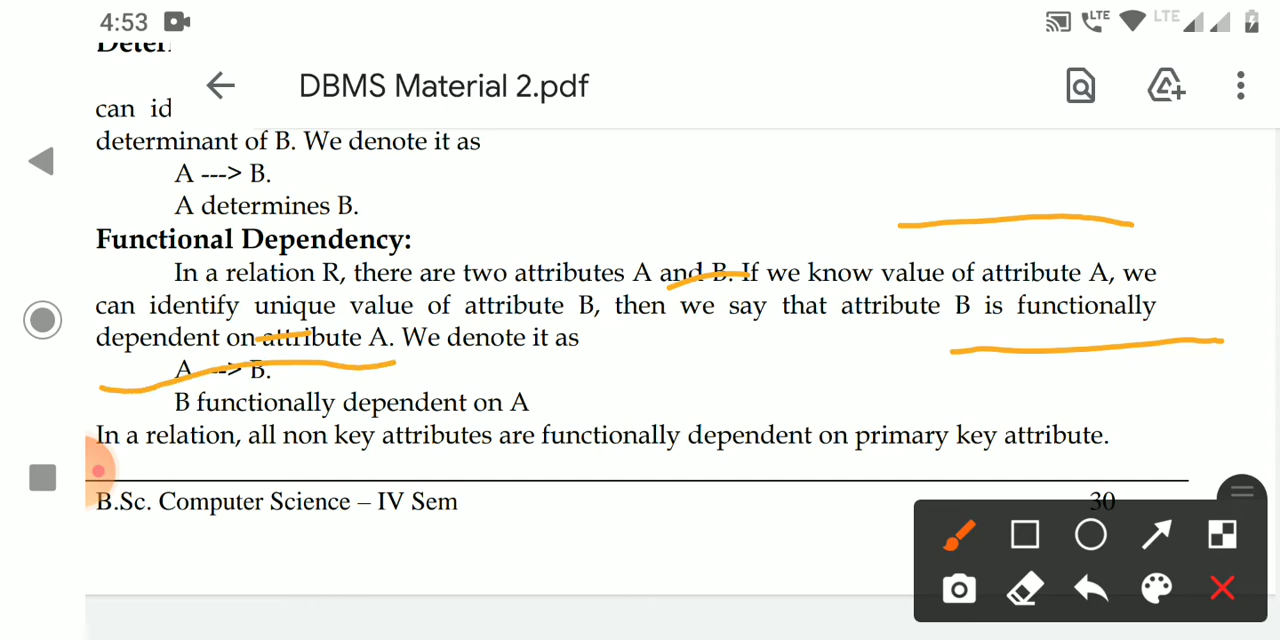 4:53
LTE
LTE
DBMS Material 2.pdf
can id
determinant of B. We denote it as
A ---> B.
A determines B.
Functional Dependency:
In a relation R, there are two attributes A and B. If we know value of attribute A, we
can identify unique value of attribute B, then we say that attribute B is functionally
dependent on attribute A. We denote it as
A ---> B.
B functionally dependent on A
In a relation, all non key attributes are functionally dependent on primary key attribute.
B.Sc. Computer Science – IV Sem
30